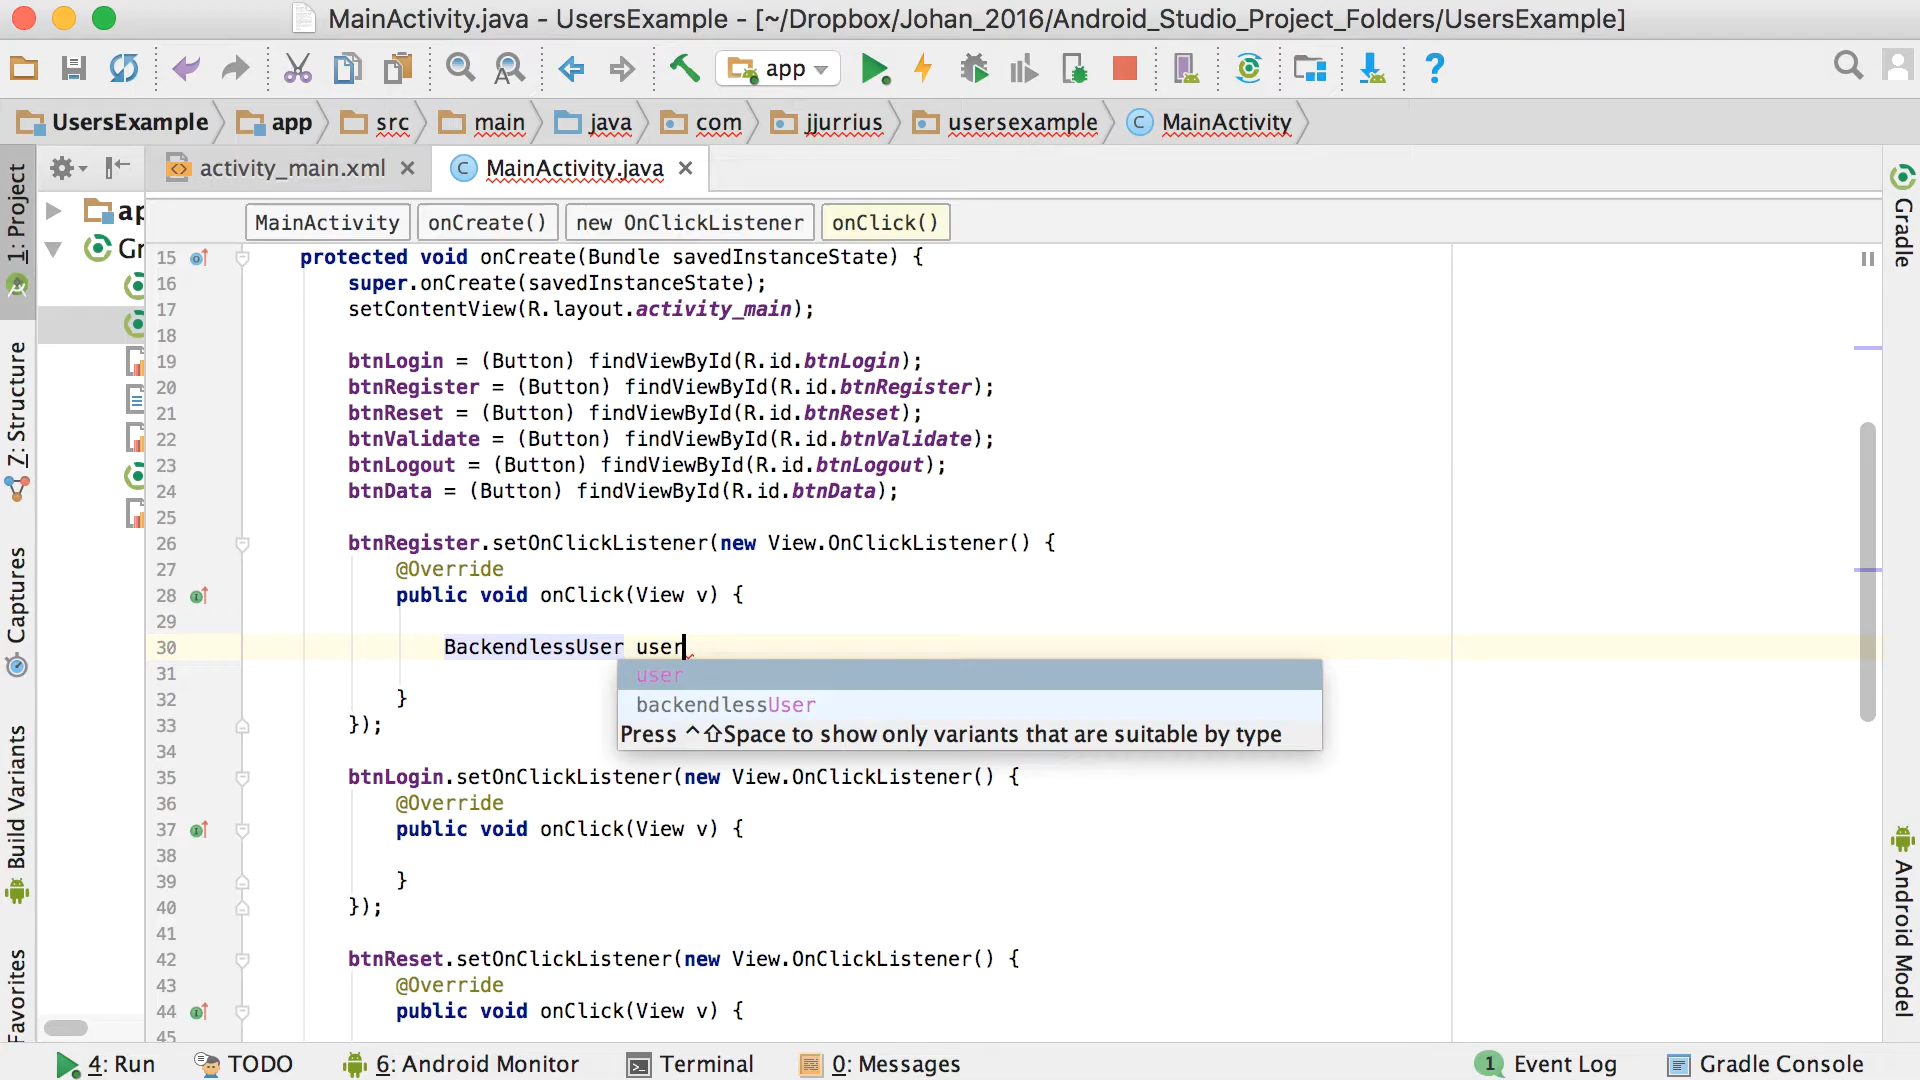 MainActivity.java - UsersExample - [~/Dropbox/Johan_2016/Android_Studio_Project_Folders/UsersExample]
app
UsersExample app src main java com jjurrius usersexample MainActivity
activity_main.xml MainActivity.java
MainActivity onCreate() new OnClickListener onClick()
ap
Gr
15 protected void onCreate(Bundle savedInstanceState) {
16 super.onCreate(savedInstanceState);
17 setContentView(R.layout.activity_main);
18
19 btnLogin = (Button) findViewById(R.id.btnLogin);
20 btnRegister = (Button) findViewById(R.id.btnRegister);
21 btnReset = (Button) findViewById(R.id.btnReset);
22 btnValidate = (Button) findViewById(R.id.btnValidate);
23 btnLogout = (Button) findViewById(R.id.btnLogout);
24 btnData = (Button) findViewById(R.id.btnData);
25
26 btnRegister.setOnClickListener(new View.OnClickListener() {
27 @Override
28 public void onClick(View v) {
29
30 BackendlessUser user
user
backendlessUser
Press ^⇧Space to show only variants that are suitable by type
31
32 }
33 });
34
35 btnLogin.setOnClickListener(new View.OnClickListener() {
36 @Override
37 public void onClick(View v) {
38
39 }
40 });
41
42 btnReset.setOnClickListener(new View.OnClickListener() {
43 @Override
44 public void onClick(View v) {
45
1: Project
Z: Structure
Captures
Build Variants
Favorites
Gradle
Android Model
4: Run TODO 6: Android Monitor Terminal 0: Messages 1 Event Log Gradle Console